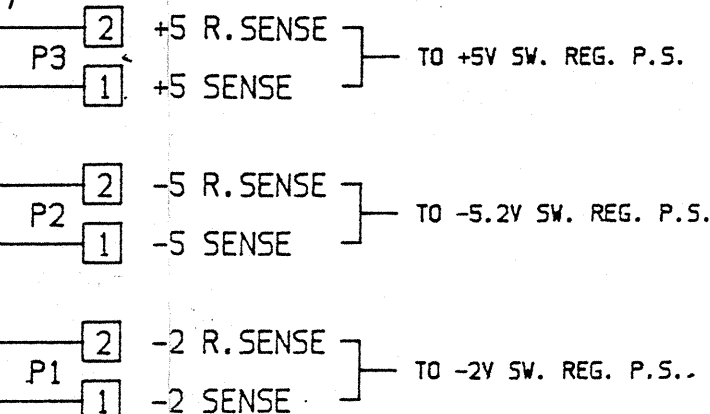 2 +5 R.SENSE
P3 TO +5V SW. REG. P.S.
1 +5 SENSE
2 -5 R.SENSE
P2 TO -5.2V SW. REG. P.S.
1 -5 SENSE
2 -2 R.SENSE
P1 TO -2V SW. REG. P.S..
1 -2 SENSE